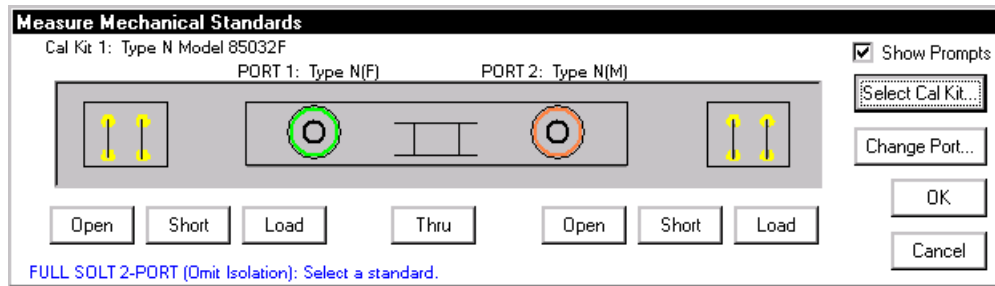 Measure Mechanical Standards
Cal Kit 1: Type N Model 85032F
PORT 1: Type N(F) PORT 2: Type N(M)
Show Prompts
Select Cal Kit...
Change Port...
OK
Cancel
Open Short Load Thru Open Short Load
FULL SOLT 2-PORT (Omit Isolation): Select a standard.